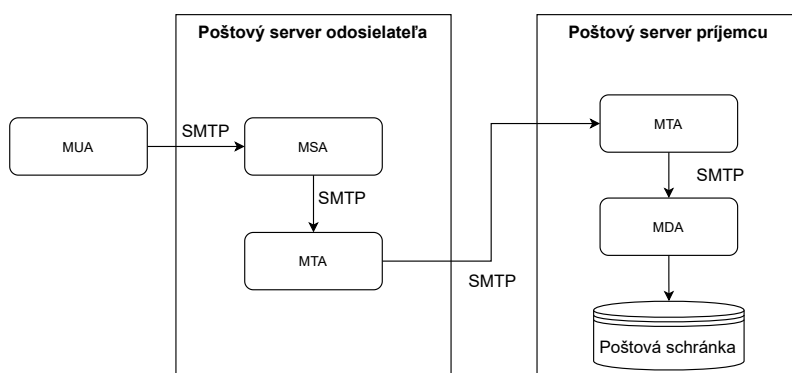 Poštový server odosielateľa
Poštový server príjemcu
MUA
SMTP
MSA
SMTP
MTA
SMTP
MTA
SMTP
MDA
Poštová schránka